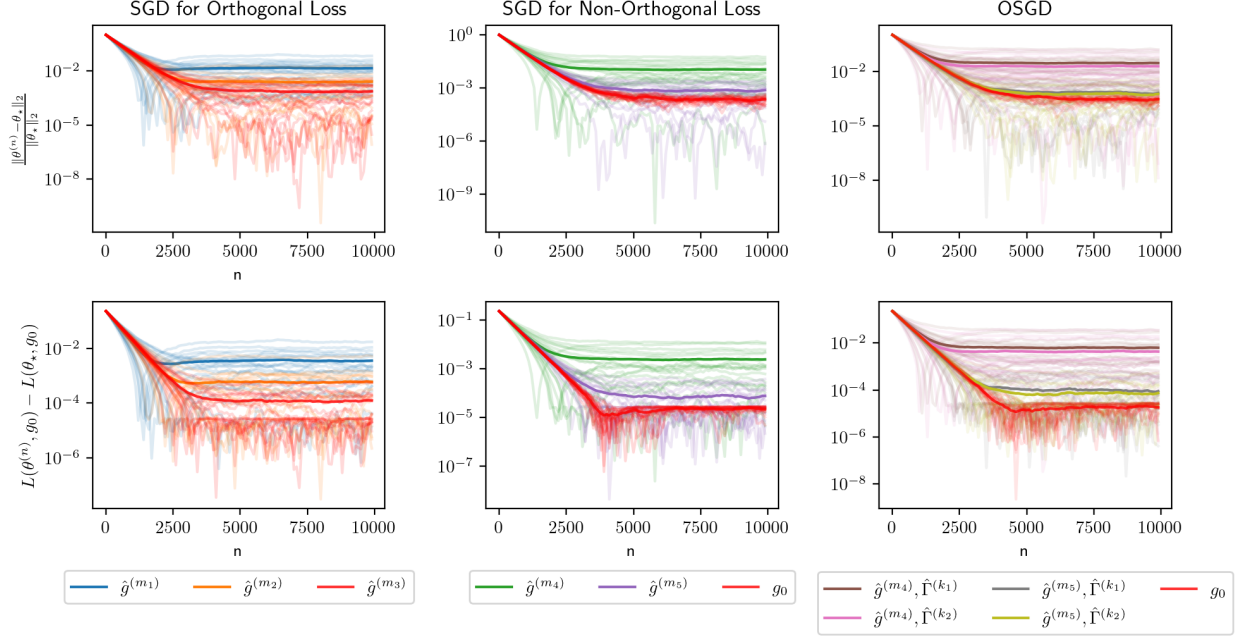 SGD for Orthogonal Loss
SGD for Non-Orthogonal Loss
OSGD
‖θ^(n) − θ⋆‖₂ / ‖θ⋆‖₂
10^−2
10^−5
10^−8
0 2500 5000 7500 10000
n
10^0
10^−3
10^−6
10^−9
0 2500 5000 7500 10000
10^−2
10^−5
10^−8
0 2500 5000 7500 10000
L(θ^(n), g₀) − L(θ⋆, g₀)
10^−2
10^−4
10^−6
0 2500 5000 7500 10000
n
10^−1
10^−3
10^−5
10^−7
0 2500 5000 7500 10000
n
10^−2
10^−4
10^−6
10^−8
0 2500 5000 7500 10000
n
ĝ^(m₁) ĝ^(m₂) ĝ^(m₃)
ĝ^(m₄) ĝ^(m₅) g₀
ĝ^(m₄), Γ̂^(k₁) ĝ^(m₅), Γ̂^(k₁) g₀
ĝ^(m₄), Γ̂^(k₂) ĝ^(m₅), Γ̂^(k₂)